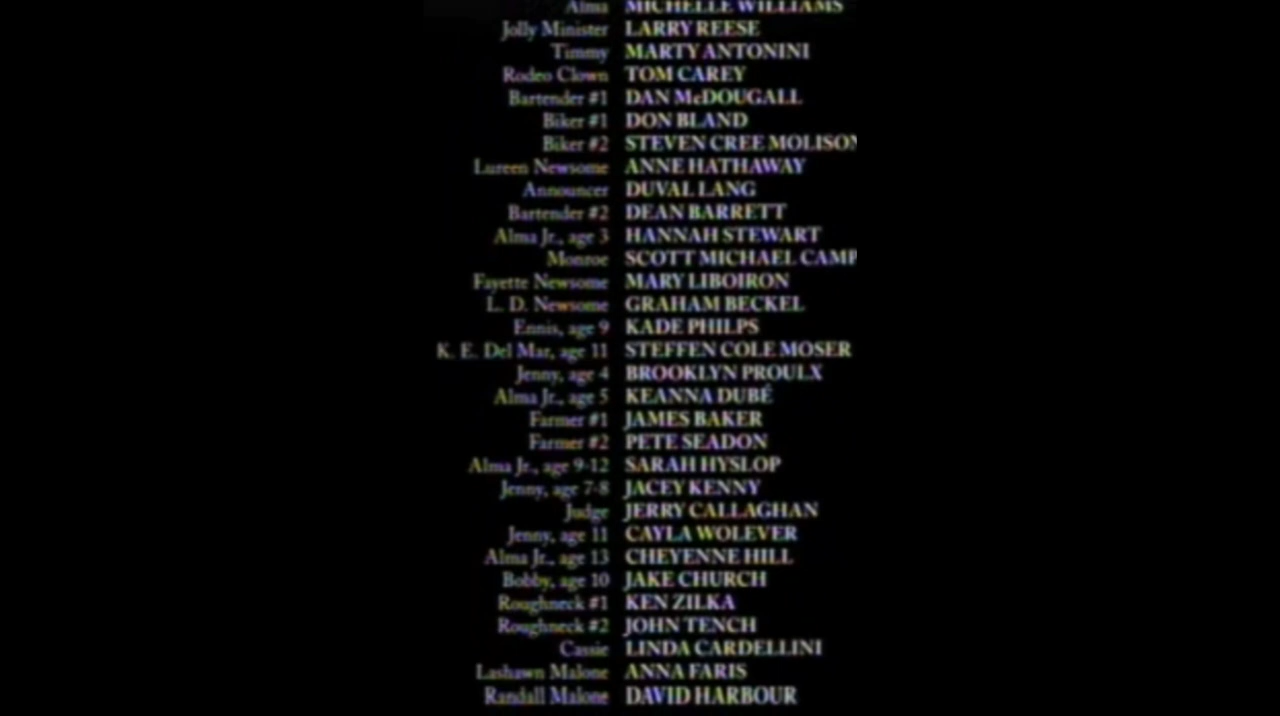 Alma MICHELLE WILLIAMS
Jolly Minister LARRY REESE
Timmy MARTY ANTONINI
Rodeo Clown TOM CAREY
Bartender #1 DAN McDOUGALL
Biker #1 DON BLAND
Biker #2 STEVEN CREE MOLISON
Lureen Newsome ANNE HATHAWAY
Announcer DUVAL LANG
Bartender #2 DEAN BARRETT
Alma Jr., age 3 HANNAH STEWART
Monroe SCOTT MICHAEL CAMP
Fayette Newsome MARY LIBOIRON
L. D. Newsome GRAHAM BECKEL
Ennis, age 9 KADE PHILPS
K. E. Del Mar, age 11 STEFFEN COLE MOSER
Jenny, age 4 BROOKLYN PROULX
Alma Jr., age 5 KEANNA DUBÉ
Farmer #1 JAMES BAKER
Farmer #2 PETE SEADON
Alma Jr., age 9-12 SARAH HYSLOP
Jenny, age 7-8 JACEY KENNY
Judge JERRY CALLAGHAN
Jenny, age 11 CAYLA WOLEVER
Alma Jr., age 13 CHEYENNE HILL
Bobby, age 10 JAKE CHURCH
Roughneck #1 KEN ZILKA
Roughneck #2 JOHN TENCH
Cassie LINDA CARDELLINI
Lashawn Malone ANNA FARIS
Randall Malone DAVID HARBOUR